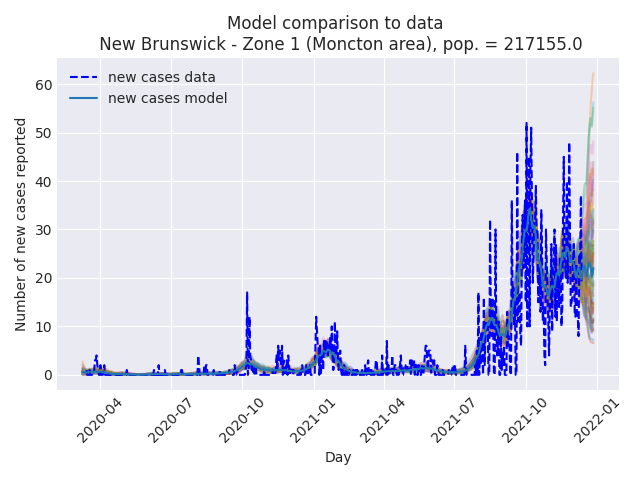 Model comparison to data
New Brunswick - Zone 1 (Moncton area), pop. = 217155.0
new cases data
new cases model
Number of new cases reported
60
50
40
30
20
10
0
2020-04
2020-07
2020-10
2021-01
2021-04
2021-07
2021-10
2022-01
Day